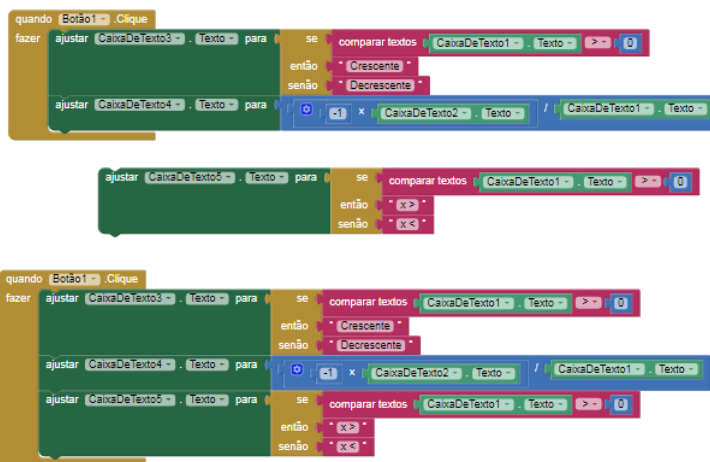 quando Botão1 .Clique
fazer ajustar CaixaDeTexto3 . Texto para se comparar textos CaixaDeTexto1 . Texto > 0
então " Crescente "
senão " Decrescente "
ajustar CaixaDeTexto4 . Texto para -1 × CaixaDeTexto2 . Texto / CaixaDeTexto1 . Texto
ajustar CaixaDeTexto5 . Texto para se comparar textos CaixaDeTexto1 . Texto > 0
então " x > "
senão " x < "
quando Botão1 .Clique
fazer ajustar CaixaDeTexto3 . Texto para se comparar textos CaixaDeTexto1 . Texto > 0
então " Crescente "
senão " Decrescente "
ajustar CaixaDeTexto4 . Texto para -1 × CaixaDeTexto2 . Texto / CaixaDeTexto1 . Texto
ajustar CaixaDeTexto5 . Texto para se comparar textos CaixaDeTexto1 . Texto > 0
então " x > "
senão " x < "